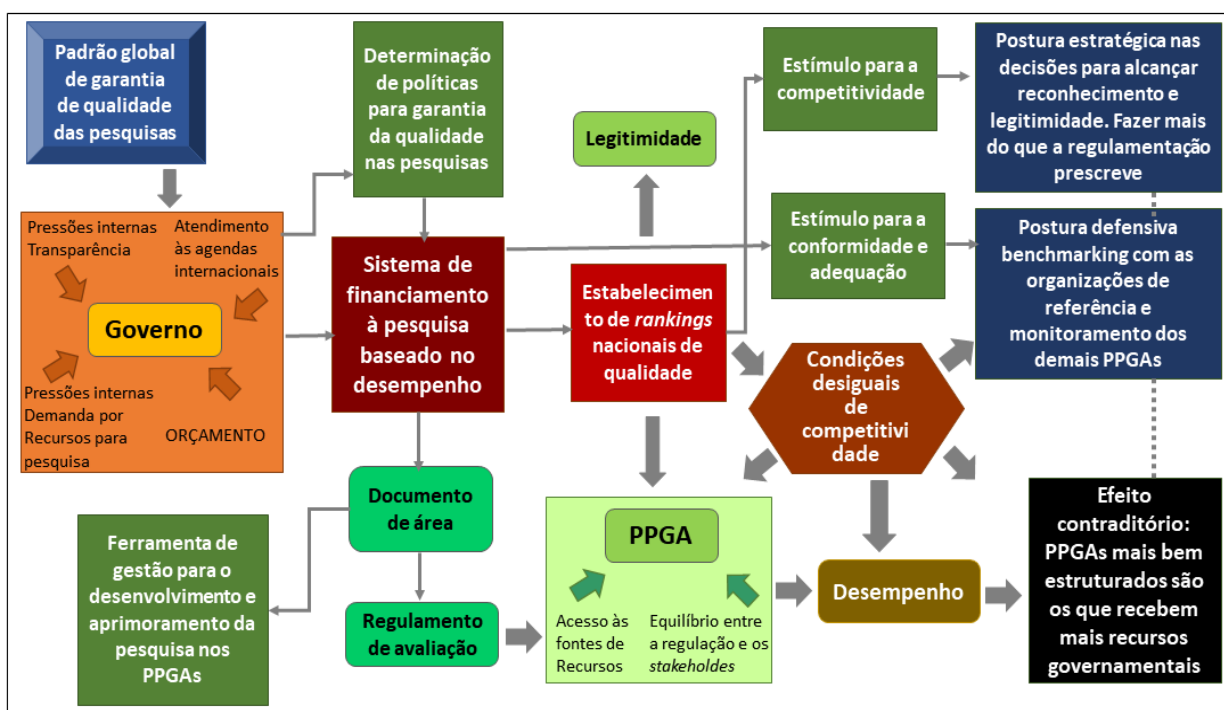 Padrão global
de garantia
de qualidade
das pesquisas
Determinação
de políticas
para garantia
da qualidade
nas pesquisas
Legitimidade
Estímulo para a
competitividade
Postura estratégica nas
decisões para alcançar
reconhecimento e
legitimidade. Fazer mais
do que a regulamentação
prescreve
Pressões internas
Transparência
Atendimento
às agendas
internacionais
Governo
Pressões internas
Demanda por
Recursos para
pesquisa
ORÇAMENTO
Sistema de
financiamento
à pesquisa
baseado no
desempenho
Estabelecimen
to de rankings
nacionais de
qualidade
Estímulo para a
conformidade e
adequação
Postura defensiva
benchmarking com as
organizações de
referência e
monitoramento dos
demais PPGAs
Condições
desiguais
de
competitivi
dade
Documento
de área
Ferramenta de
gestão para o
desenvolvimento e
aprimoramento da
pesquisa nos
PPGAs
Regulamento
de avaliação
PPGA
Acesso às
fontes de
Recursos
Equilíbrio entre
a regulação e os
stakeholdes
Desempenho
Efeito
contraditório:
PPGAs mais bem
estruturados são
os que recebem
mais recursos
governamentais